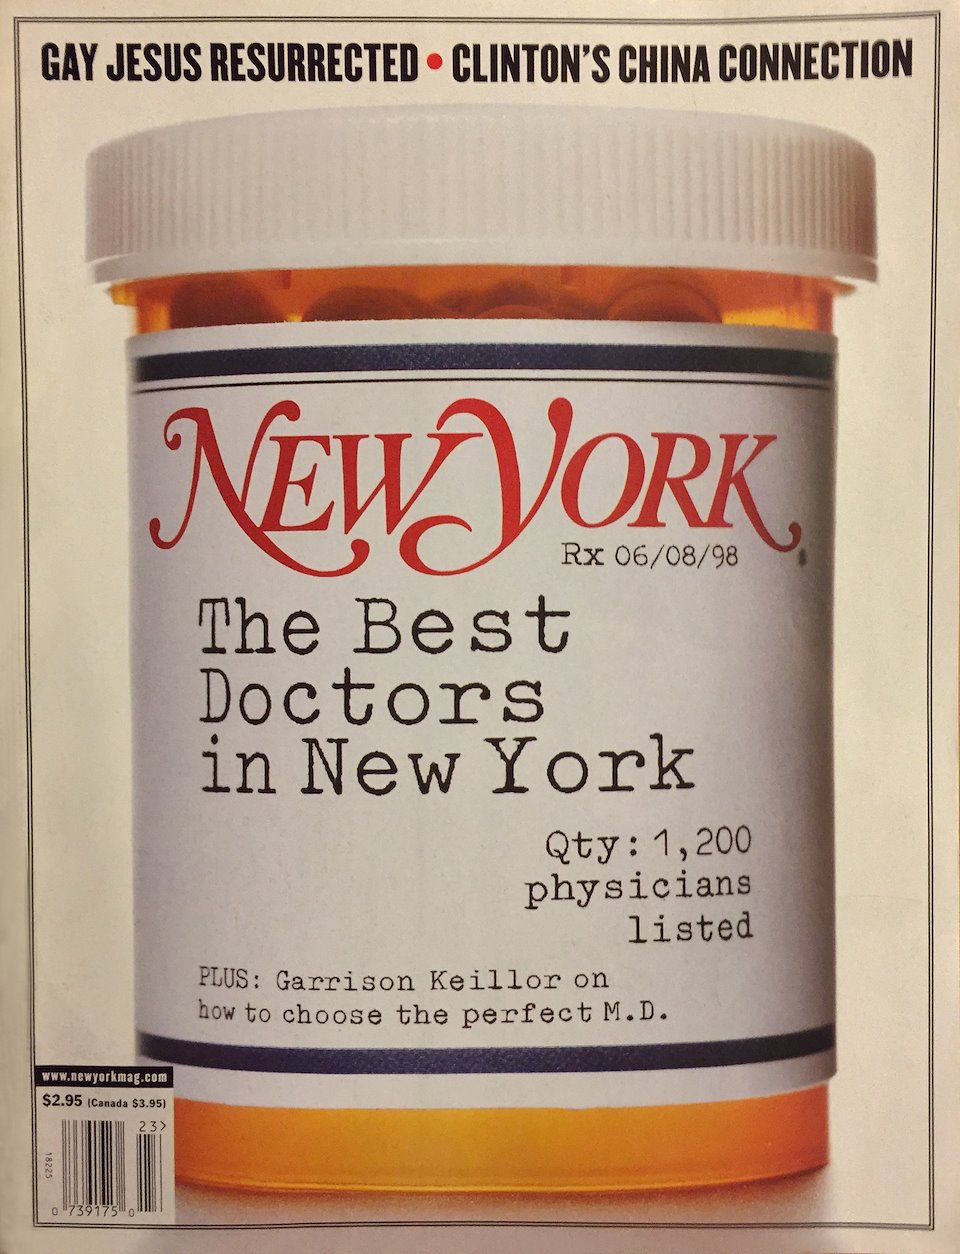 GAY JESUS RESURRECTED • CLINTON'S CHINA CONNECTION
NEW YORK
Rx 06/08/98
The Best
Doctors
in New York
Qty: 1,200
physicians
listed
PLUS: Garrison Keillor on
how to choose the perfect M.D.
www.newyorkmag.com
$2.95 (Canada $3.95)
23>
18225
0 739175 0